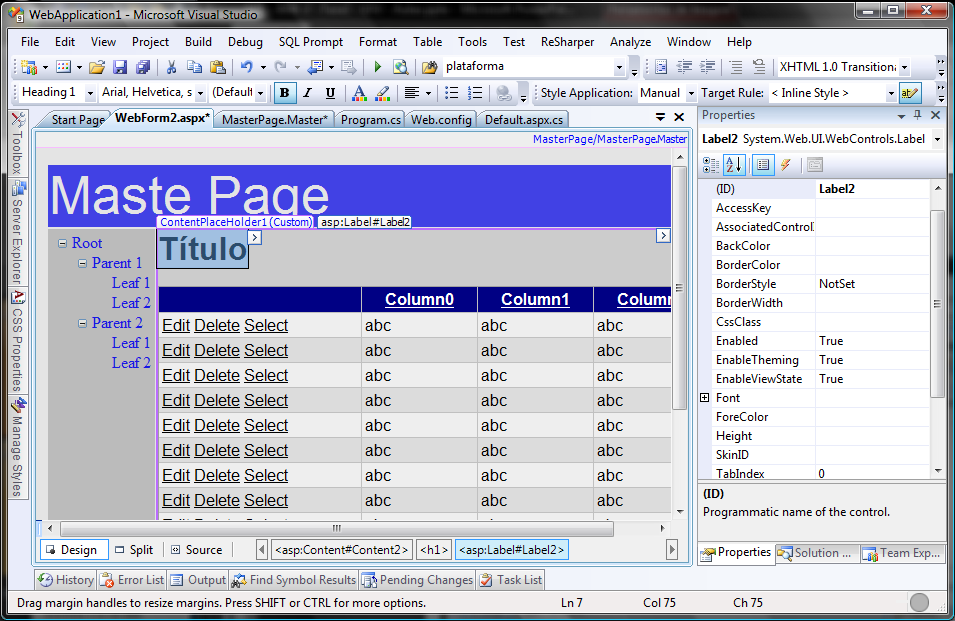 WebApplication1 - Microsoft Visual Studio
File Edit View Project Build Debug SQL Prompt Format Table Tools Test ReSharper Analyze Window Help
plataforma XHTML 1.0 Transition
Heading 1 Arial, Helvetica, s (Default B I U A Style Application: Manual Target Rule: < Inline Style >
Start Page WebForm2.aspx* MasterPage.Master* Program.cs Web.config Default.aspx.cs
MasterPage/MasterPage.Master
Maste Page
ContentPlaceHolder1 (Custom) asp:Label#Label2
Título
Root
Parent 1
Leaf 1
Leaf 2
Parent 2
Leaf 1
Leaf 2
Column0 Column1 Colum
Edit Delete Select abc abc abc
Edit Delete Select abc abc abc
Edit Delete Select abc abc abc
Edit Delete Select abc abc abc
Edit Delete Select abc abc abc
Edit Delete Select abc abc abc
Edit Delete Select abc abc abc
Edit Delete Select abc abc abc
Design Split Source <asp:Content#Content2> <h1> <asp:Label#Label2>
Toolbox
Server Explorer
CSS Properties
Manage Styles
Properties
Label2 System.Web.UI.WebControls.Label
(ID) Label2
AccessKey
AssociatedControlI
BackColor
BorderColor
BorderStyle NotSet
BorderWidth
CssClass
Enabled True
EnableTheming True
EnableViewState True
Font
ForeColor
Height
SkinID
TabIndex 0
(ID)
Programmatic name of the control.
Properties Solution ... Team Exp...
History Error List Output Find Symbol Results Pending Changes Task List
Drag margin handles to resize margins. Press SHIFT or CTRL for more options. Ln 7 Col 75 Ch 75